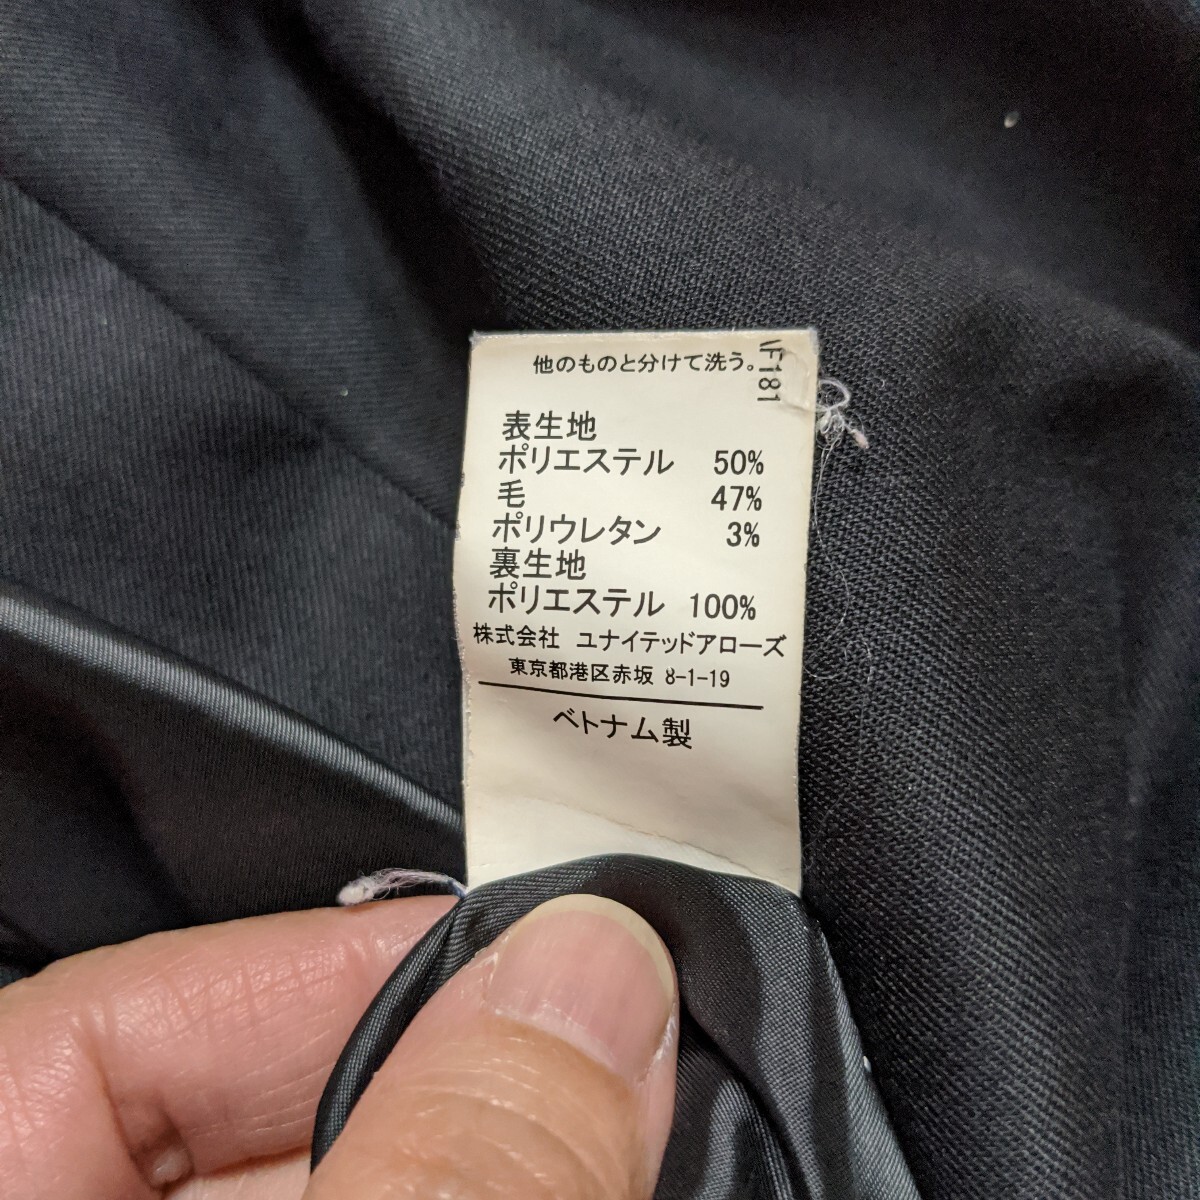 他のものと分けて洗う。
表生地
ポリエステル 50%
毛 47%
ポリウレタン 3%
裏生地
ポリエステル 100%
株式会社 ユナイテッドアローズ
東京都港区赤坂 8-1-19
ベトナム製